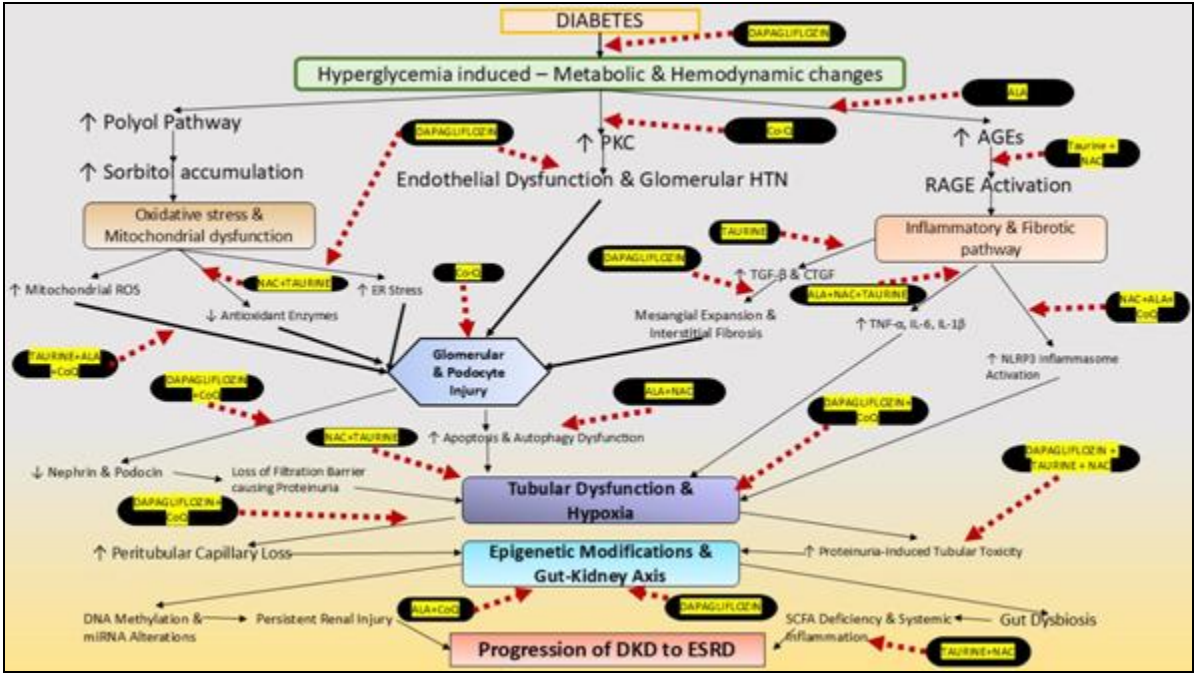 DIABETES
DAPAGLIFLOZIN
Hyperglycemia induced – Metabolic & Hemodynamic changes
ALA
↑ Polyol Pathway
DAPAGLIFLOZIN
Co-Q
↑ PKC
↑ AGEs
Taurine +
NAC
↑ Sorbitol accumulation
Endothelial Dysfunction & Glomerular HTN
RAGE Activation
Oxidative stress &
Mitochondrial dysfunction
TAURINE
Inflammatory & Fibrotic
pathway
DAPAGLIFLOZIN
Co-Q
NAC+TAURINE
↑ TGF-β & CTGF
↑ Mitochondrial ROS
↑ ER Stress
ALA+NAC+TAURINE
NAC+ALA+
CoQ
↓ Antioxidant Enzymes
Mesangial Expansion &
Interstitial Fibrosis
↑ TNF-α, IL-6, IL-1β
TAURINE+ALA
+CoQ
Glomerular
& Podocyte
Injury
↑ NLRP3 Inflammasome
Activation
DAPAGLIFLOZIN
+CoQ
ALA+NAC
DAPAGLIFLOZIN+
CoQ
NAC+TAURINE
↑ Apoptosis & Autophagy Dysfunction
DAPAGLIFLOZIN +
TAURINE + NAC
↓ Nephrin & Podocin
Loss of Filtration Barrier
causing Proteinuria
Tubular Dysfunction &
Hypoxia
DAPAGLIFLOZIN+
CoQ
↑ Peritubular Capillary Loss
Epigenetic Modifications &
Gut-Kidney Axis
↑ Proteinuria-Induced Tubular Toxicity
ALA+CoQ
DAPAGLIFLOZIN
DNA Methylation &
miRNA Alterations
Persistent Renal Injury
SCFA Deficiency & Systemic
Inflammation
Gut Dysbiosis
Progression of DKD to ESRD
TAURINE+NAC